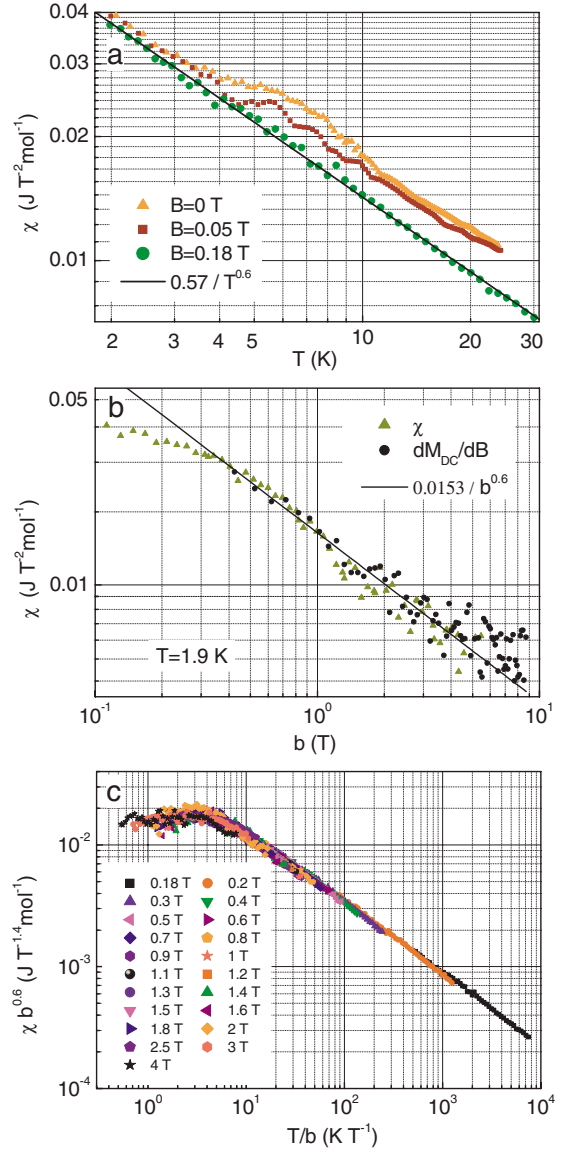 a
0.04
0.03
0.02
0.01
χ (J T⁻²mol⁻¹)
B=0 T
B=0.05 T
B=0.18 T
0.57 / T^0.6
2 3 4 5 10 20 30
T (K)
b
0.05
0.01
χ (J T⁻²mol⁻¹)
χ
dM_DC/dB
0.0153 / b^0.6
T=1.9 K
10⁻¹ 10⁰ 10¹
b (T)
c
10⁻²
10⁻³
10⁻⁴
χ b^0.6 (J T^-1.4 mol⁻¹)
0.18 T 0.2 T
0.3 T 0.4 T
0.5 T 0.6 T
0.7 T 0.8 T
0.9 T 1 T
1.1 T 1.2 T
1.3 T 1.4 T
1.5 T 1.6 T
1.8 T 2 T
2.5 T 3 T
4 T
10⁰ 10¹ 10² 10³ 10⁴
T/b (K T⁻¹)